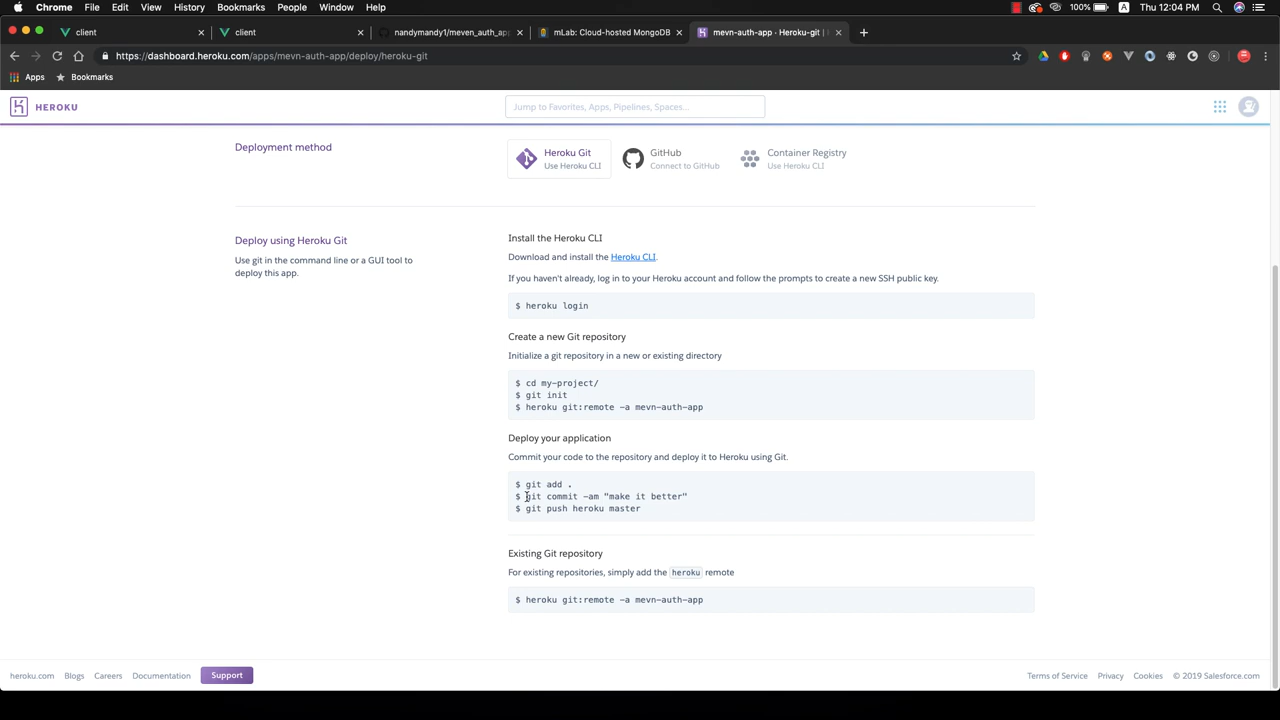 Chrome File Edit View History Bookmarks People Window Help 100% A Thu 12:04 PM
client client nandymandy1/meven_auth_app mLab: Cloud-hosted MongoDB mevn-auth-app · Heroku-git |
https://dashboard.heroku.com/apps/mevn-auth-app/deploy/heroku-git
Apps Bookmarks
HEROKU
Jump to Favorites, Apps, Pipelines, Spaces...
Deployment method
Heroku Git
Use Heroku CLI
GitHub
Connect to GitHub
Container Registry
Use Heroku CLI
Deploy using Heroku Git
Use git in the command line or a GUI tool to
deploy this app.
Install the Heroku CLI
Download and install the Heroku CLI.
If you haven't already, log in to your Heroku account and follow the prompts to create a new SSH public key.
$ heroku login
Create a new Git repository
Initialize a git repository in a new or existing directory
$ cd my-project/
$ git init
$ heroku git:remote -a mevn-auth-app
Deploy your application
Commit your code to the repository and deploy it to Heroku using Git.
$ git add .
$ git commit -am "make it better"
$ git push heroku master
Existing Git repository
For existing repositories, simply add the heroku remote
$ heroku git:remote -a mevn-auth-app
heroku.com Blogs Careers Documentation Support Terms of Service Privacy Cookies © 2019 Salesforce.com